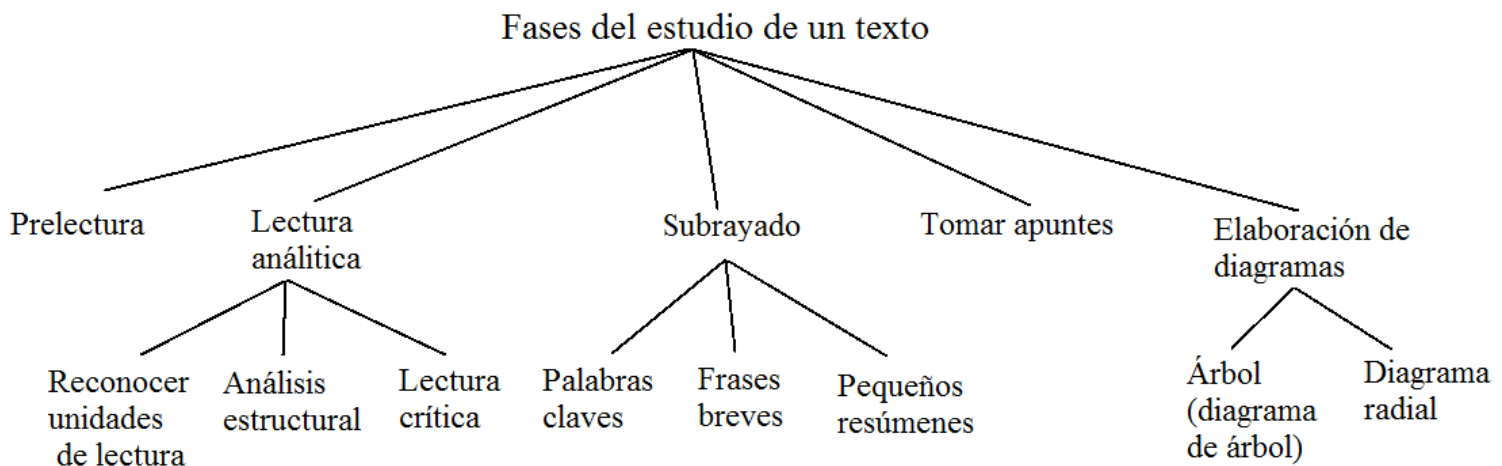 Fases del estudio de un texto
Prelectura
Lectura
análitica
Subrayado
Tomar apuntes
Elaboración de
diagramas
Reconocer
unidades
de lectura
Análisis
estructural
Lectura
crítica
Palabras
claves
Frases
breves
Pequeños
resúmenes
Árbol
(diagrama
de árbol)
Diagrama
radial